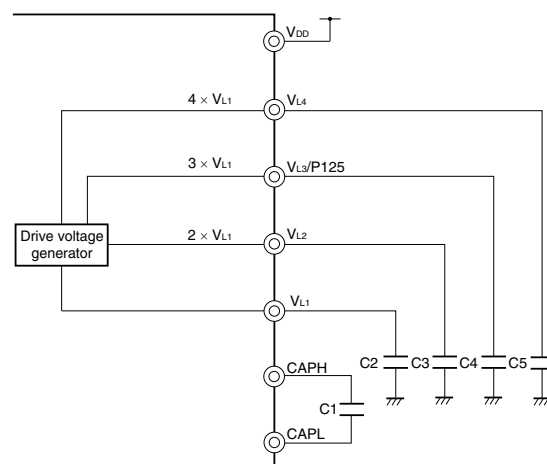 VDD
4 × VL1 VL4
3 × VL1 VL3/P125
Drive voltage
generator
2 × VL1 VL2
VL1
C2 C3 C4 C5
CAPH
C1
CAPL